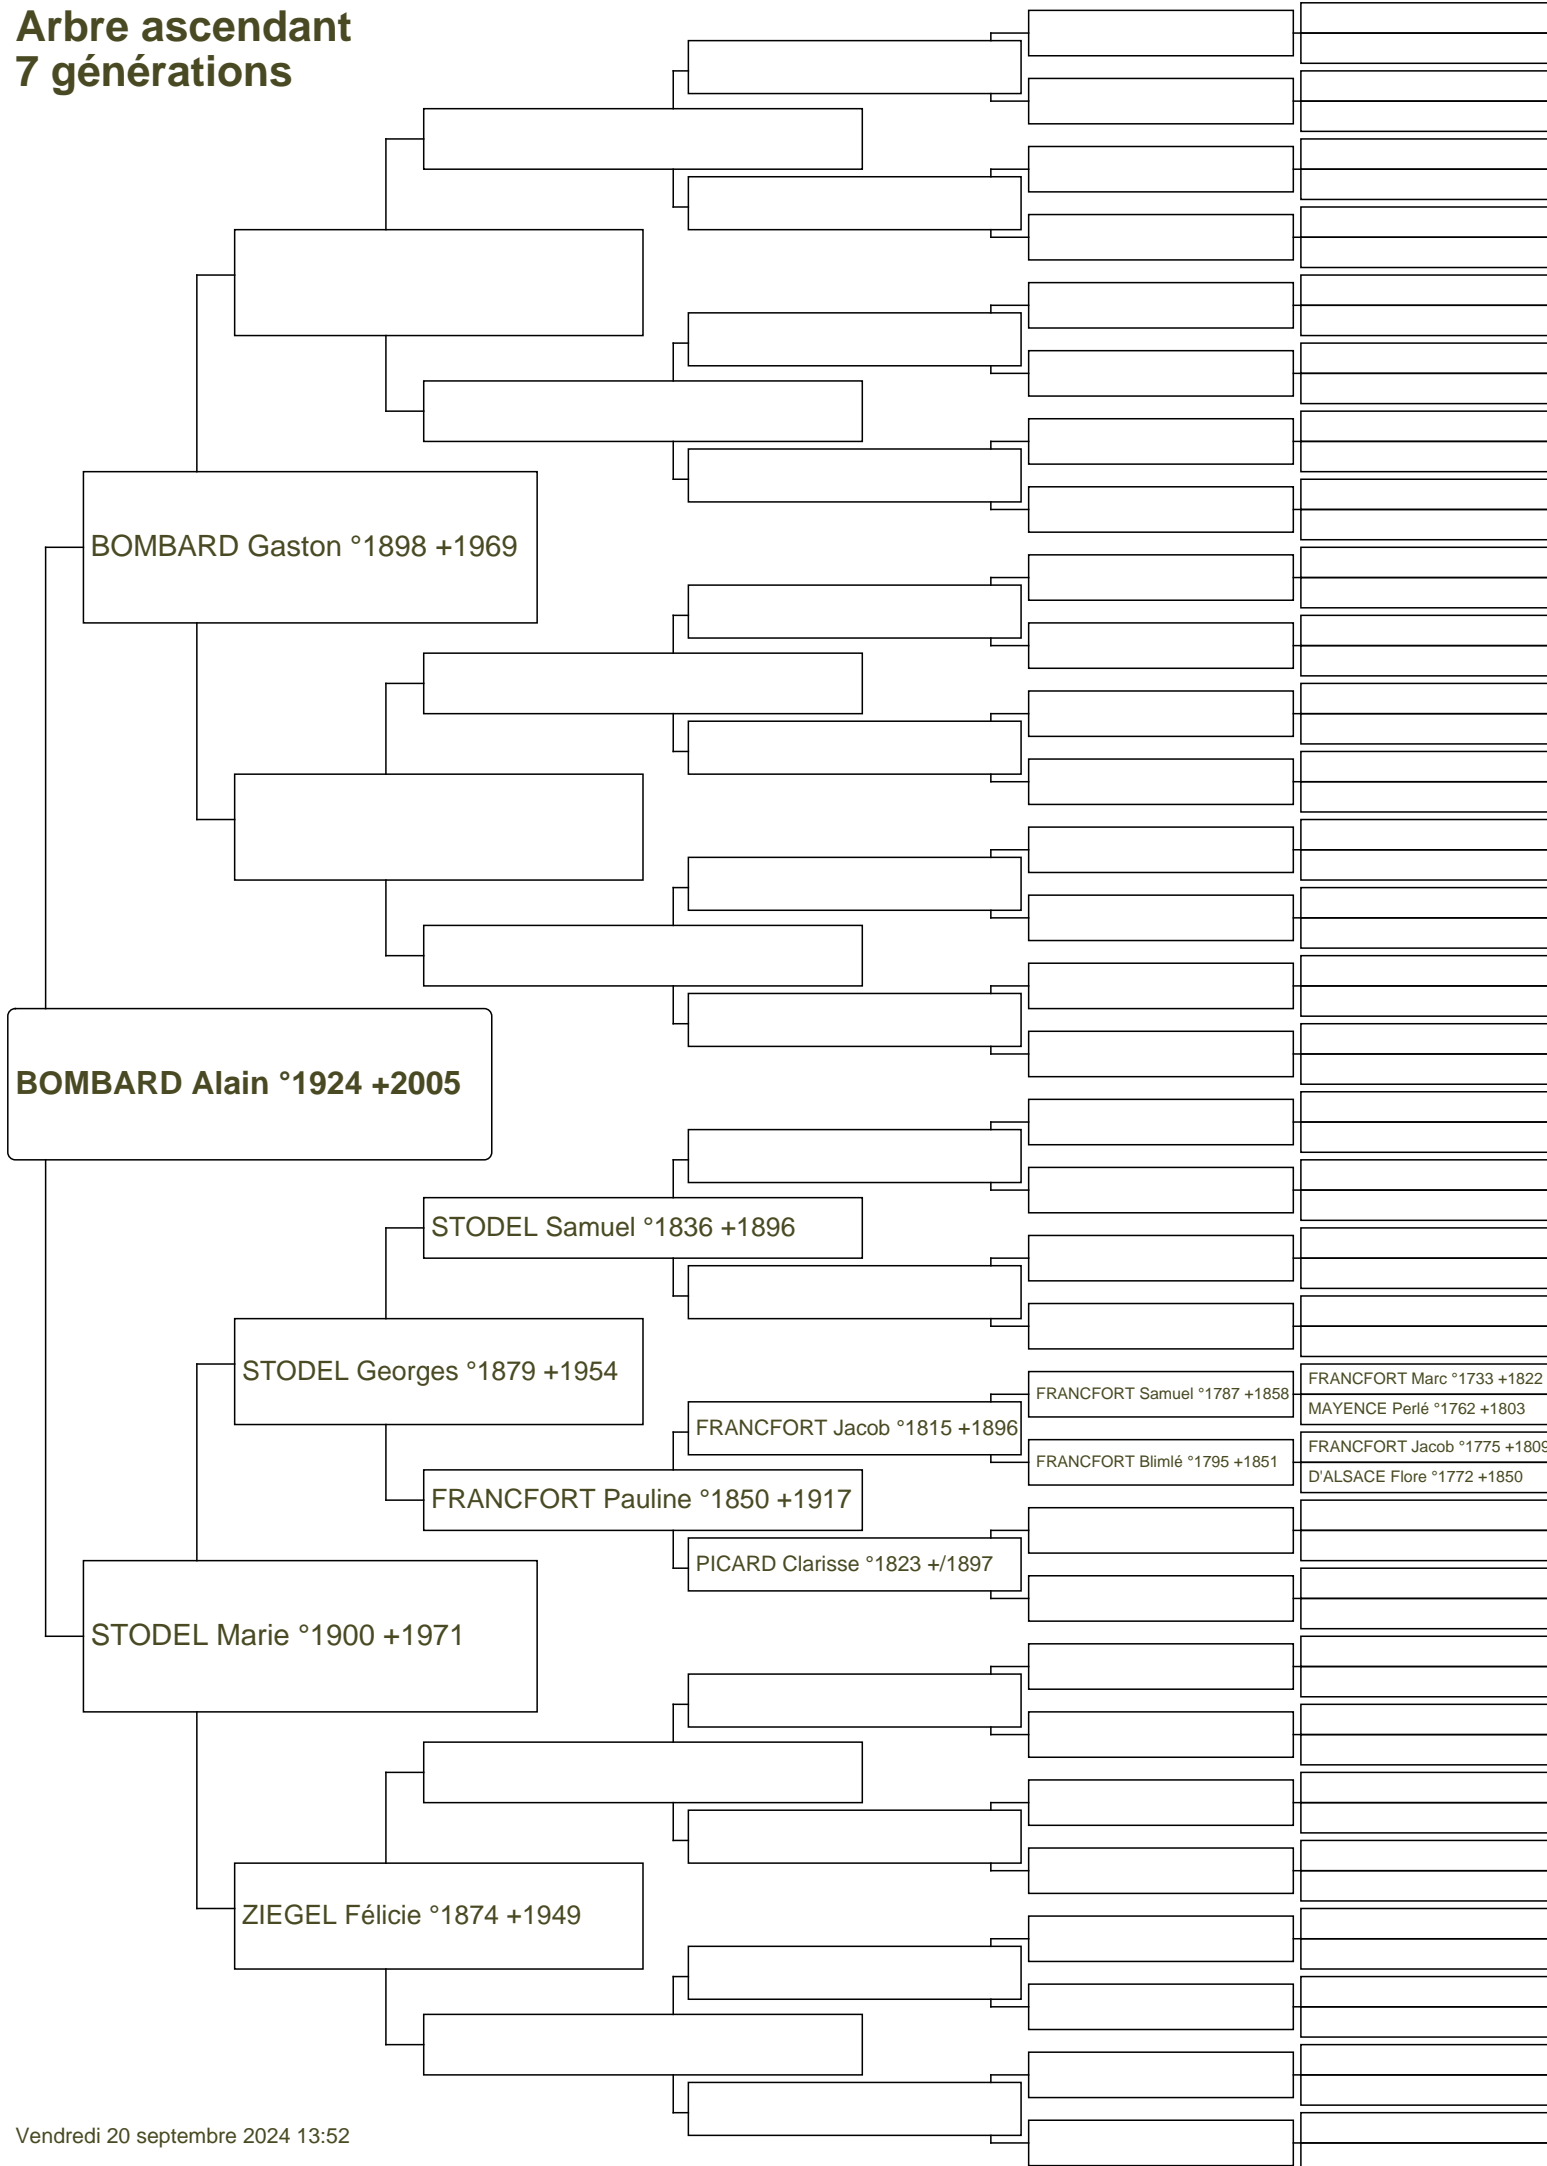 Arbre ascendant
7 générations
BOMBARD Gaston °1898 +1969
BOMBARD Alain °1924 +2005
STODEL Samuel °1836 +1896
STODEL Georges °1879 +1954
FRANCFORT Samuel °1787 +1858
FRANCFORT Marc °1733 +1822
MAYENCE Perlé °1762 +1803
FRANCFORT Jacob °1815 +1896
FRANCFORT Blimlé °1795 +1851
FRANCFORT Jacob °1775 +1809
D'ALSACE Flore °1772 +1850
FRANCFORT Pauline °1850 +1917
PICARD Clarisse °1823 +/1897
STODEL Marie °1900 +1971
ZIEGEL Félicie °1874 +1949
Vendredi 20 septembre 2024 13:52